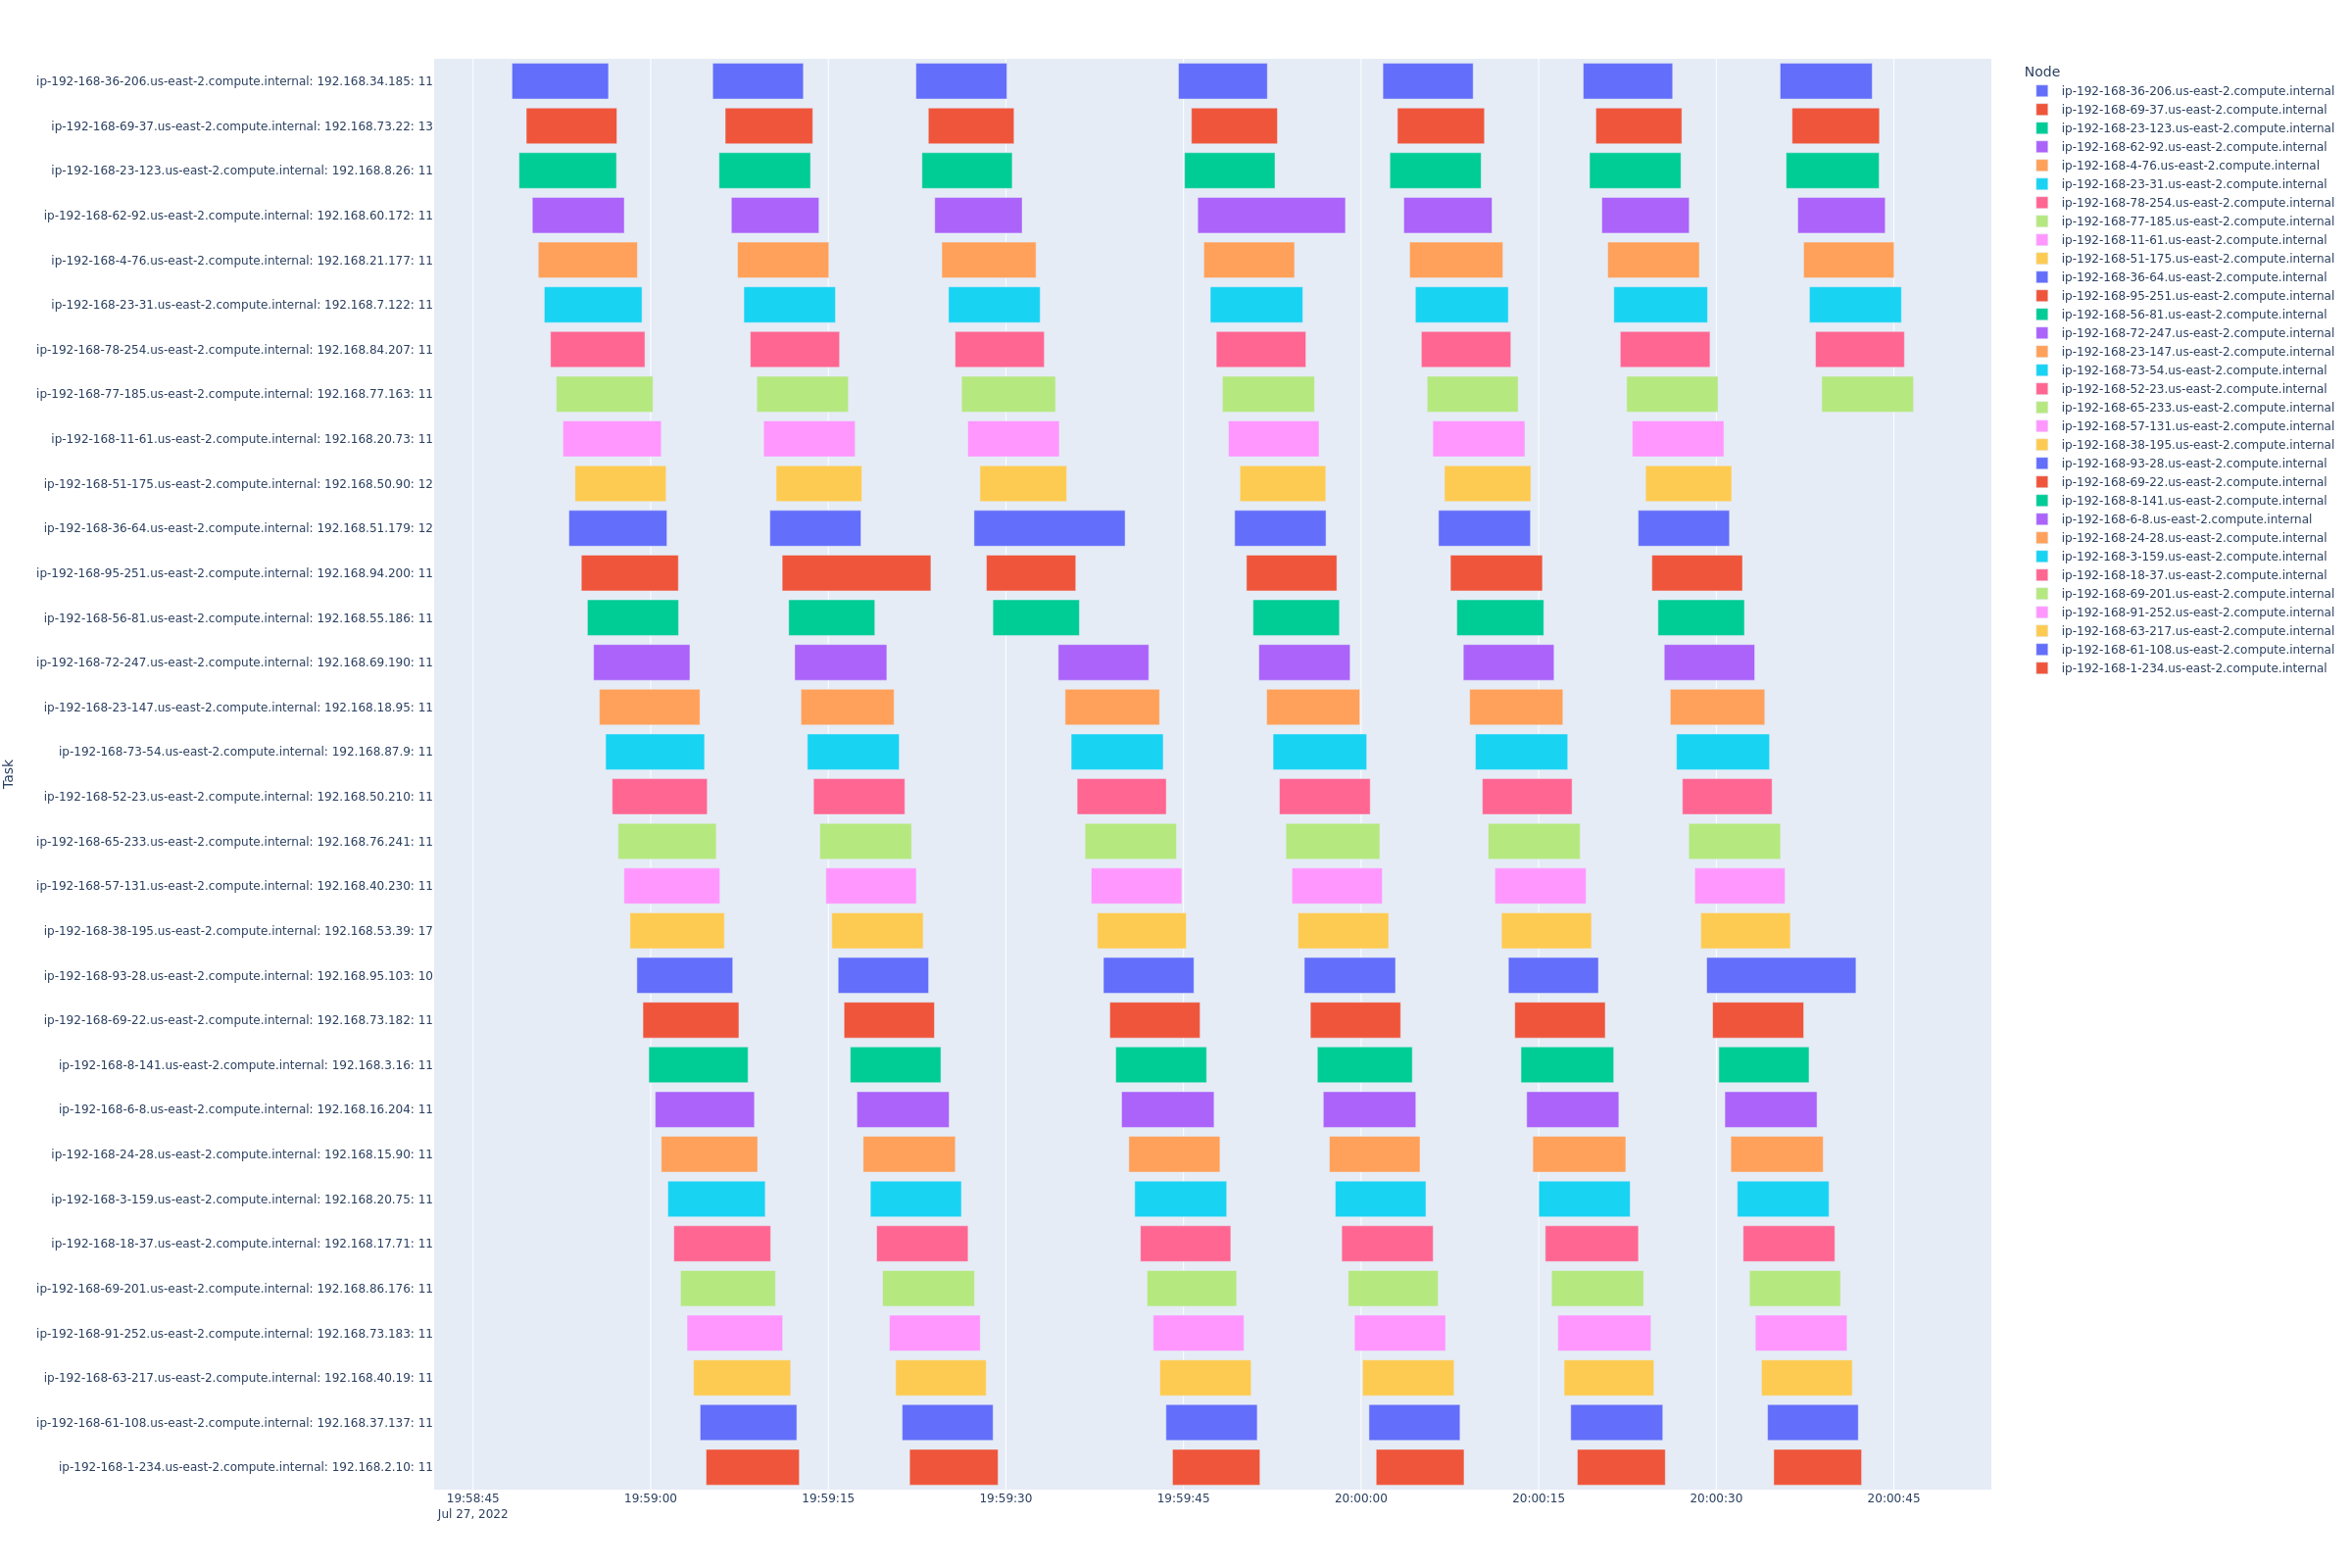 Task
ip-192-168-36-206.us-east-2.compute.internal: 192.168.34.185: 11
ip-192-168-69-37.us-east-2.compute.internal: 192.168.73.22: 13
ip-192-168-23-123.us-east-2.compute.internal: 192.168.8.26: 11
ip-192-168-62-92.us-east-2.compute.internal: 192.168.60.172: 11
ip-192-168-4-76.us-east-2.compute.internal: 192.168.21.177: 11
ip-192-168-23-31.us-east-2.compute.internal: 192.168.7.122: 11
ip-192-168-78-254.us-east-2.compute.internal: 192.168.84.207: 11
ip-192-168-77-185.us-east-2.compute.internal: 192.168.77.163: 11
ip-192-168-11-61.us-east-2.compute.internal: 192.168.20.73: 11
ip-192-168-51-175.us-east-2.compute.internal: 192.168.50.90: 12
ip-192-168-36-64.us-east-2.compute.internal: 192.168.51.179: 12
ip-192-168-95-251.us-east-2.compute.internal: 192.168.94.200: 11
ip-192-168-56-81.us-east-2.compute.internal: 192.168.55.186: 11
ip-192-168-72-247.us-east-2.compute.internal: 192.168.69.190: 11
ip-192-168-23-147.us-east-2.compute.internal: 192.168.18.95: 11
ip-192-168-73-54.us-east-2.compute.internal: 192.168.87.9: 11
ip-192-168-52-23.us-east-2.compute.internal: 192.168.50.210: 11
ip-192-168-65-233.us-east-2.compute.internal: 192.168.76.241: 11
ip-192-168-57-131.us-east-2.compute.internal: 192.168.40.230: 11
ip-192-168-38-195.us-east-2.compute.internal: 192.168.53.39: 17
ip-192-168-93-28.us-east-2.compute.internal: 192.168.95.103: 10
ip-192-168-69-22.us-east-2.compute.internal: 192.168.73.182: 11
ip-192-168-8-141.us-east-2.compute.internal: 192.168.3.16: 11
ip-192-168-6-8.us-east-2.compute.internal: 192.168.16.204: 11
ip-192-168-24-28.us-east-2.compute.internal: 192.168.15.90: 11
ip-192-168-3-159.us-east-2.compute.internal: 192.168.20.75: 11
ip-192-168-18-37.us-east-2.compute.internal: 192.168.17.71: 11
ip-192-168-69-201.us-east-2.compute.internal: 192.168.86.176: 11
ip-192-168-91-252.us-east-2.compute.internal: 192.168.73.183: 11
ip-192-168-63-217.us-east-2.compute.internal: 192.168.40.19: 11
ip-192-168-61-108.us-east-2.compute.internal: 192.168.37.137: 11
ip-192-168-1-234.us-east-2.compute.internal: 192.168.2.10: 11
19:58:45 19:59:00 19:59:15 19:59:30 19:59:45 20:00:00 20:00:15 20:00:30 20:00:45
Jul 27, 2022
Node
ip-192-168-36-206.us-east-2.compute.internal
ip-192-168-69-37.us-east-2.compute.internal
ip-192-168-23-123.us-east-2.compute.internal
ip-192-168-62-92.us-east-2.compute.internal
ip-192-168-4-76.us-east-2.compute.internal
ip-192-168-23-31.us-east-2.compute.internal
ip-192-168-78-254.us-east-2.compute.internal
ip-192-168-77-185.us-east-2.compute.internal
ip-192-168-11-61.us-east-2.compute.internal
ip-192-168-51-175.us-east-2.compute.internal
ip-192-168-36-64.us-east-2.compute.internal
ip-192-168-95-251.us-east-2.compute.internal
ip-192-168-56-81.us-east-2.compute.internal
ip-192-168-72-247.us-east-2.compute.internal
ip-192-168-23-147.us-east-2.compute.internal
ip-192-168-73-54.us-east-2.compute.internal
ip-192-168-52-23.us-east-2.compute.internal
ip-192-168-65-233.us-east-2.compute.internal
ip-192-168-57-131.us-east-2.compute.internal
ip-192-168-38-195.us-east-2.compute.internal
ip-192-168-93-28.us-east-2.compute.internal
ip-192-168-69-22.us-east-2.compute.internal
ip-192-168-8-141.us-east-2.compute.internal
ip-192-168-6-8.us-east-2.compute.internal
ip-192-168-24-28.us-east-2.compute.internal
ip-192-168-3-159.us-east-2.compute.internal
ip-192-168-18-37.us-east-2.compute.internal
ip-192-168-69-201.us-east-2.compute.internal
ip-192-168-91-252.us-east-2.compute.internal
ip-192-168-63-217.us-east-2.compute.internal
ip-192-168-61-108.us-east-2.compute.internal
ip-192-168-1-234.us-east-2.compute.internal